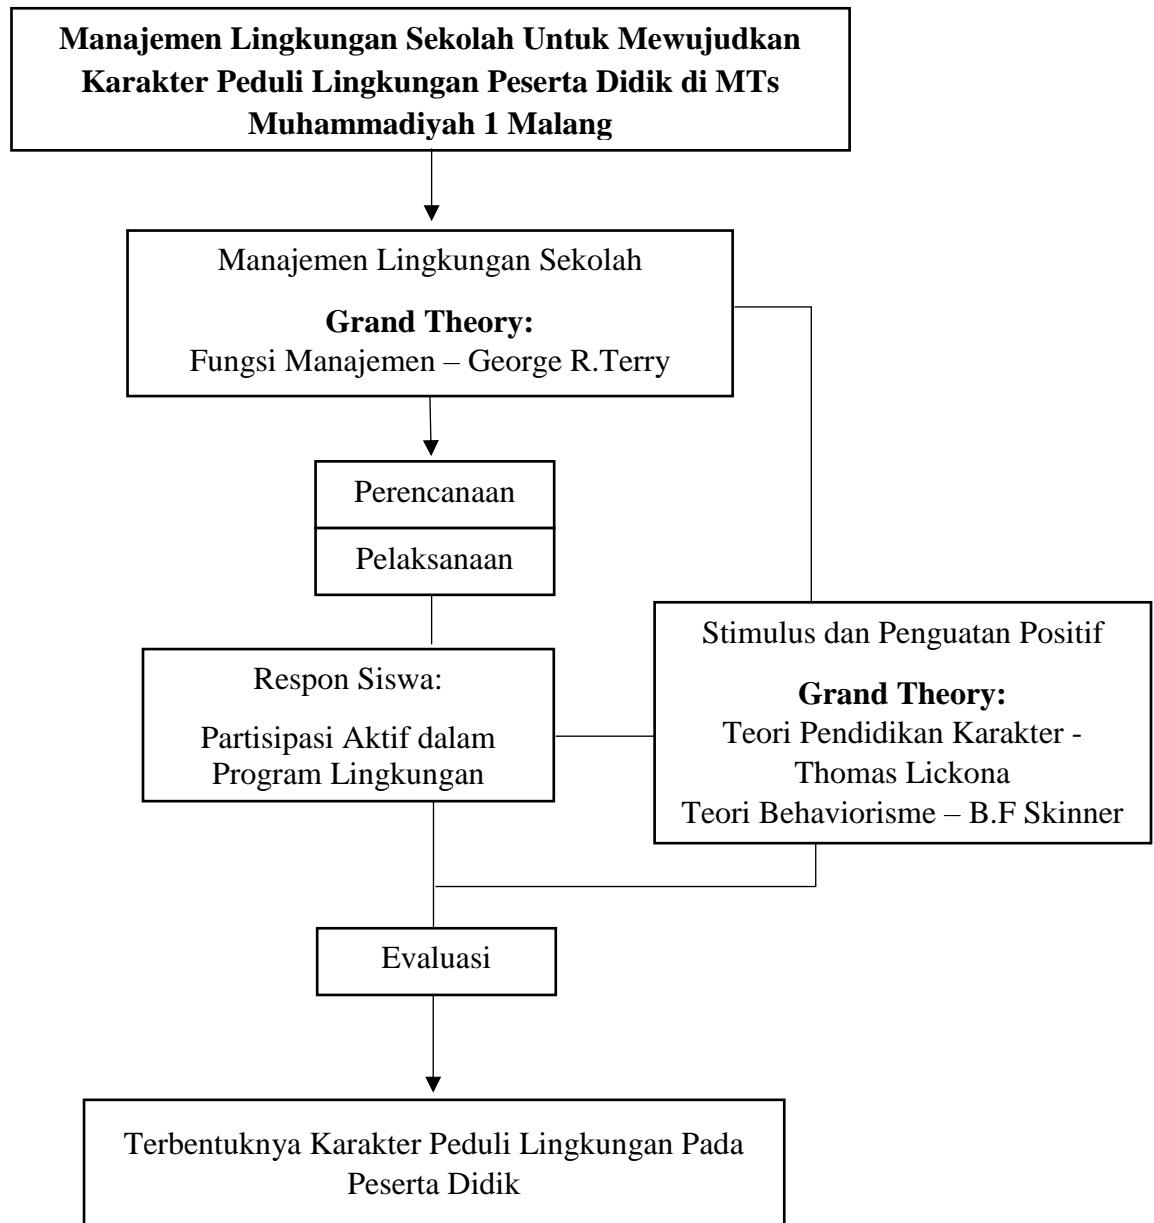 Manajemen Lingkungan Sekolah Untuk Mewujudkan
Karakter Peduli Lingkungan Peserta Didik di MTs
Muhammadiyah 1 Malang
Manajemen Lingkungan Sekolah
Grand Theory:
Fungsi Manajemen – George R.Terry
Perencanaan
Pelaksanaan
Respon Siswa:
Partisipasi Aktif dalam
Program Lingkungan
Stimulus dan Penguatan Positif
Grand Theory:
Teori Pendidikan Karakter -
Thomas Lickona
Teori Behaviorisme – B.F Skinner
Evaluasi
Terbentuknya Karakter Peduli Lingkungan Pada
Peserta Didik